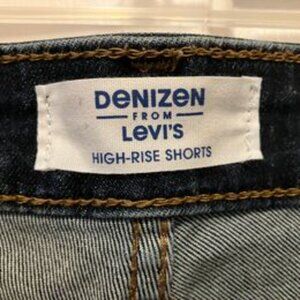 DENIZEN
FROM
LEVI'S
HIGH-RISE SHORTS